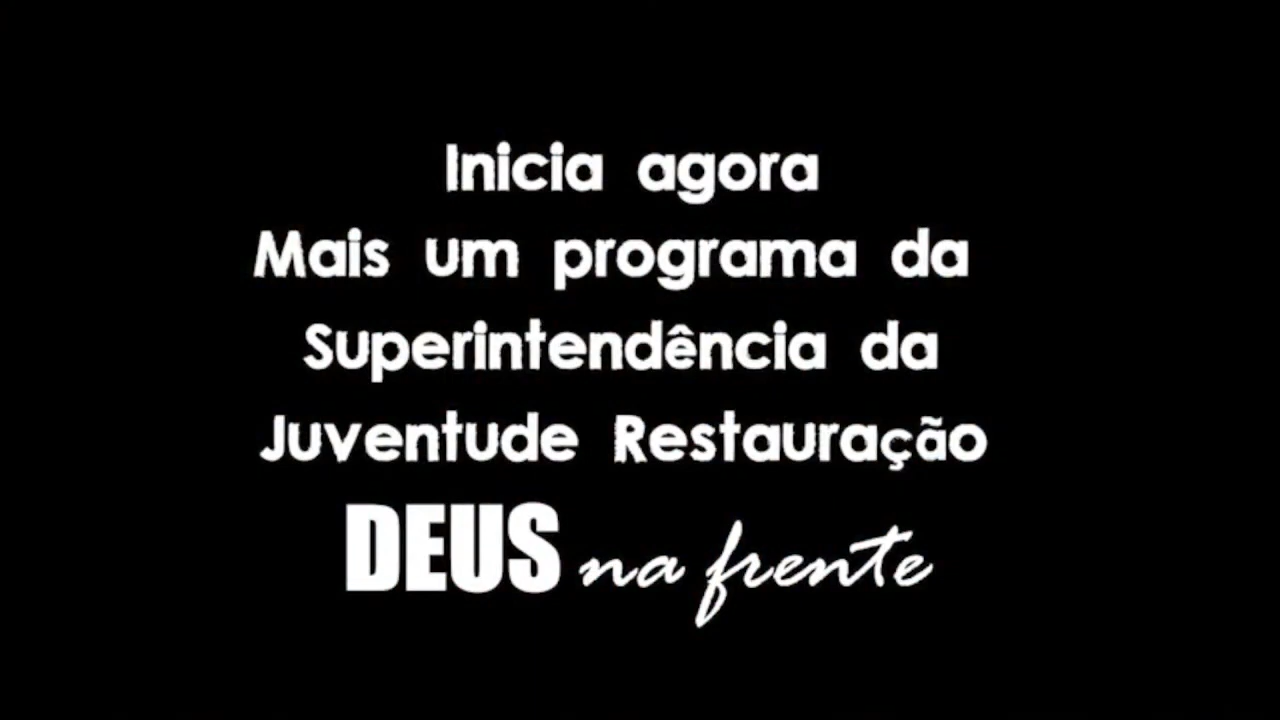 Inicia agora
Mais um programa da
Superintendência da
Juventude Restauração
DEUS na frente